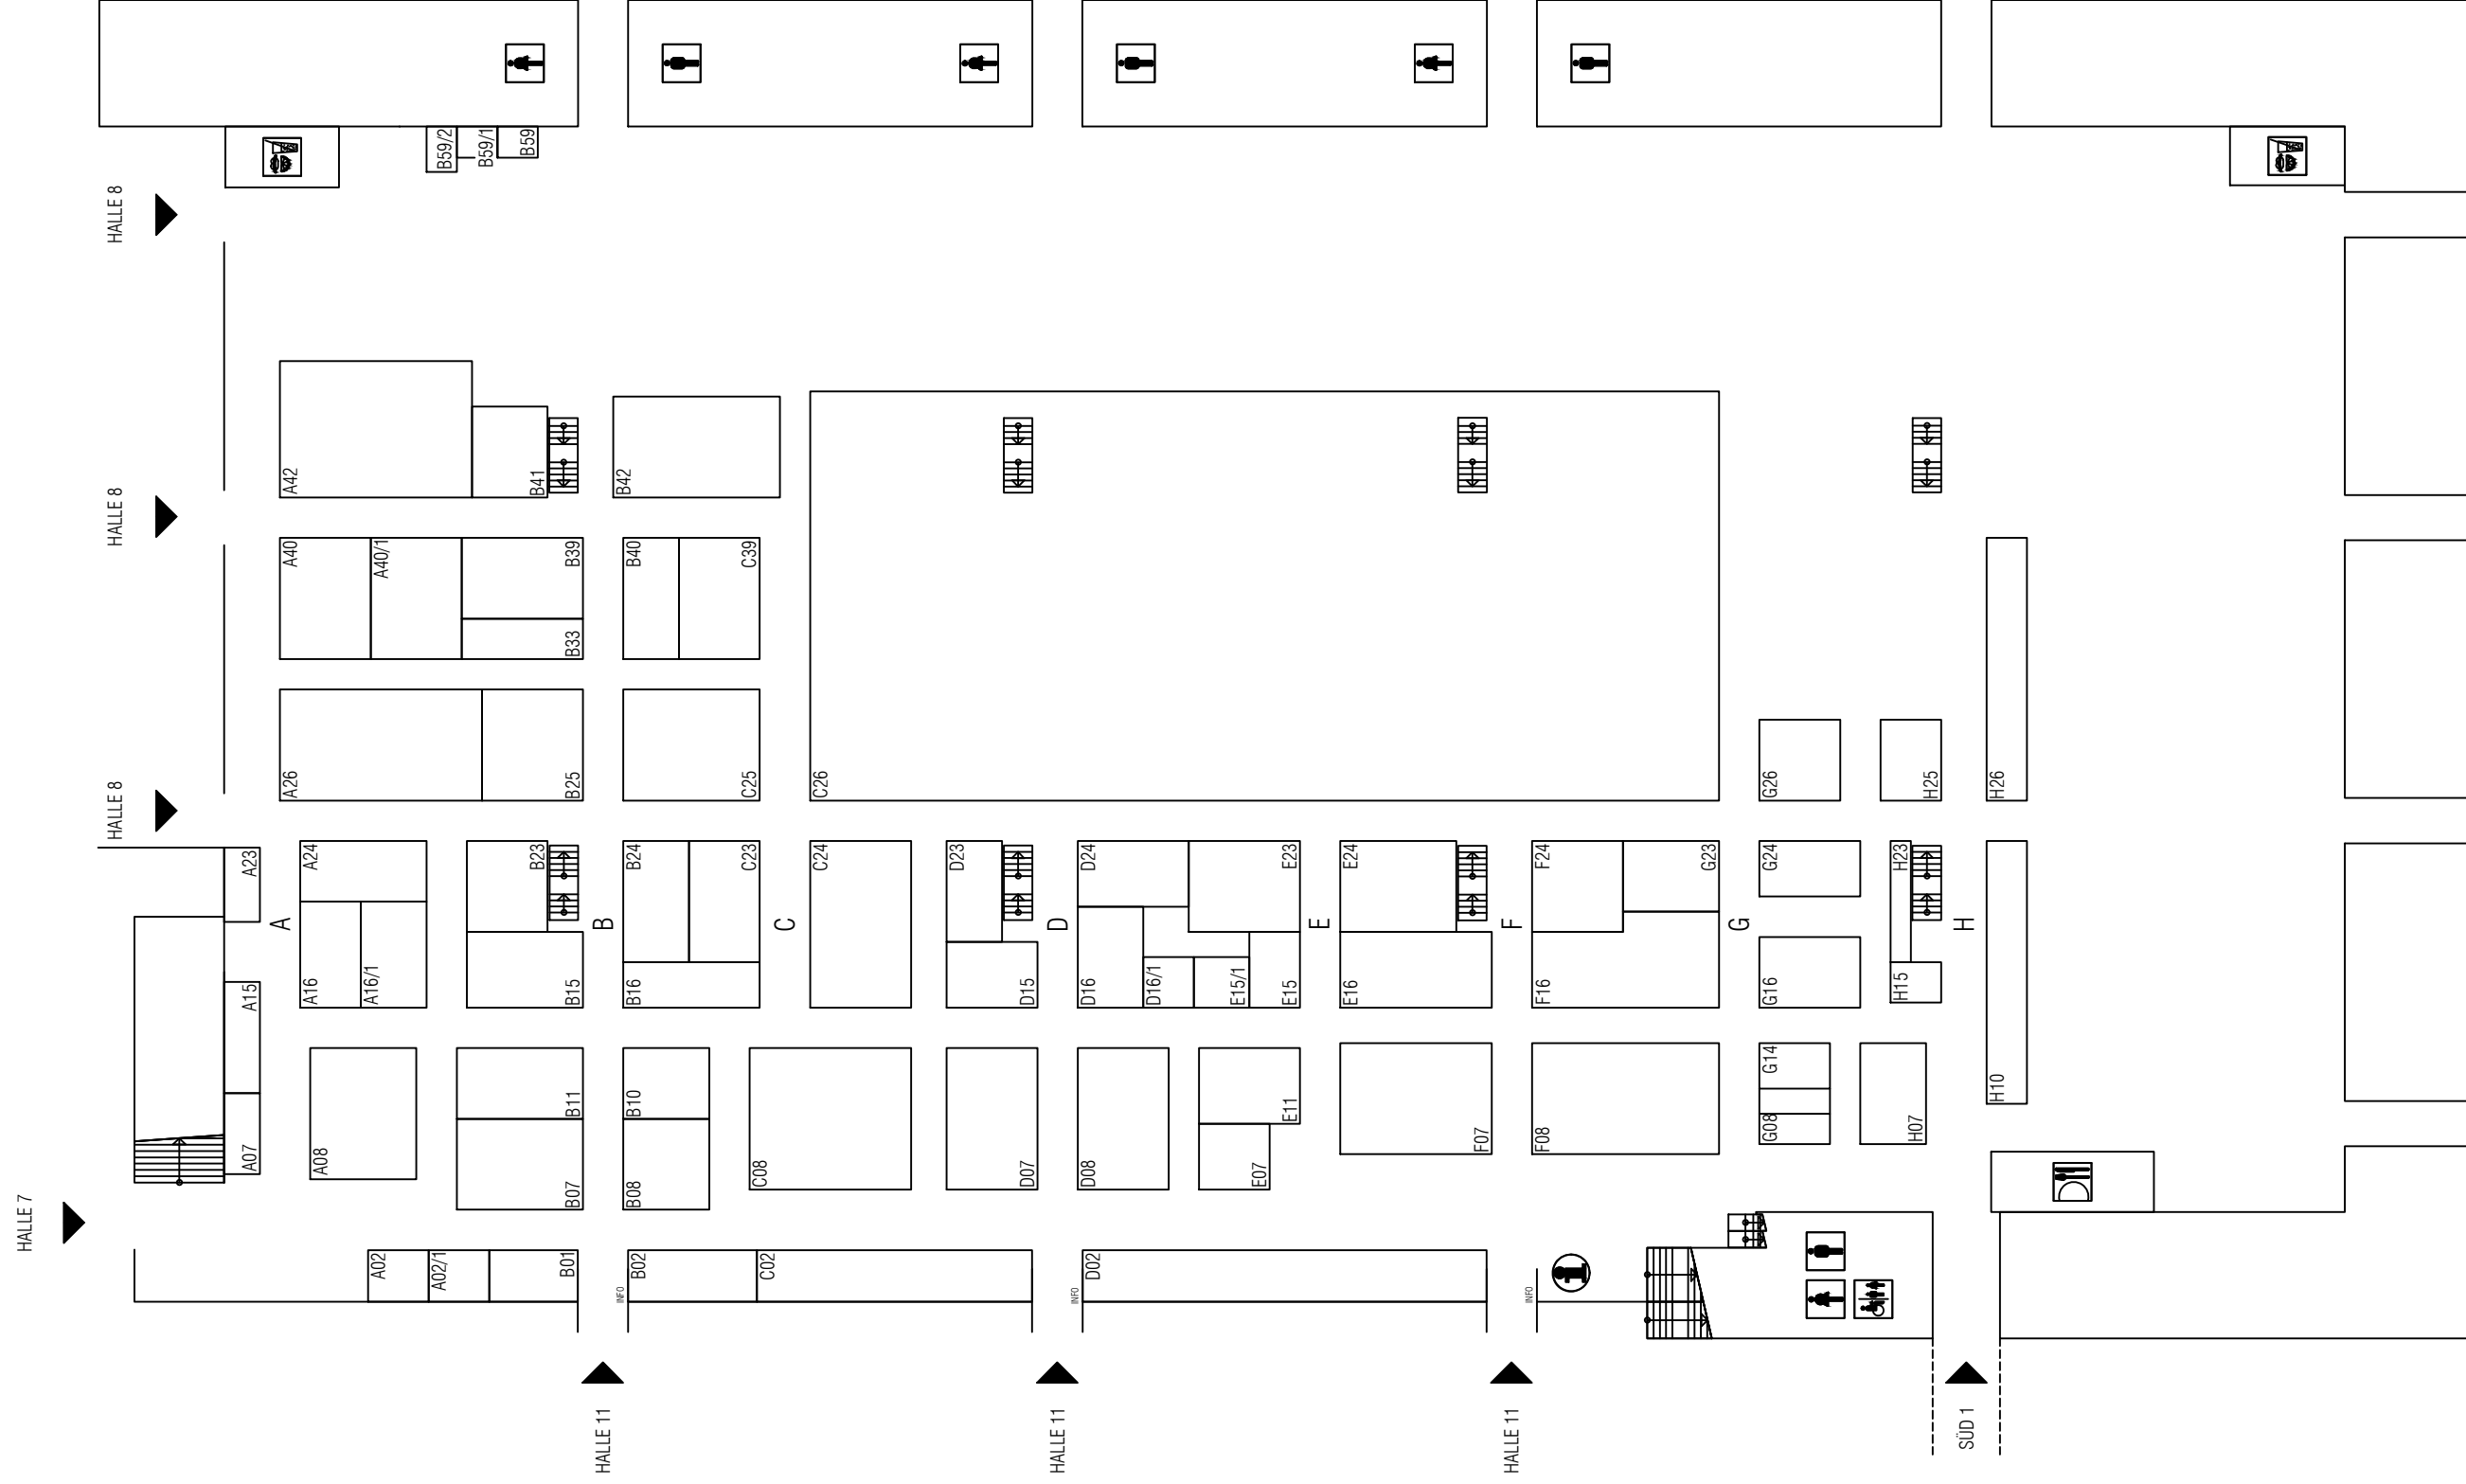 HALLE 8
B59/2
B59/1
B59
HALLE 8
A42
B41
B42
A40
A40/1
B39
B40
C39
B33
HALLE 8
A26
B25
C25
C26
G26
H25
H26
A23
A24
B23
B24
C23
C24
D23
D24
E23
E24
F24
G23
G24
H23
A
B
C
D
E
F
G
H
A15
A16
A16/1
B15
B16
D15
D16
D16/1
E15/1
E15
E16
F16
G16
H15
G14
H10
B11
B10
E11
G08
H07
A07
A08
B07
B08
C08
D07
D08
E07
F07
F08
HALLE 7
A02
A02/1
B01
INFO
B02
C02
INFO
D02
INFO
HALLE 11
HALLE 11
HALLE 11
SÜD 1